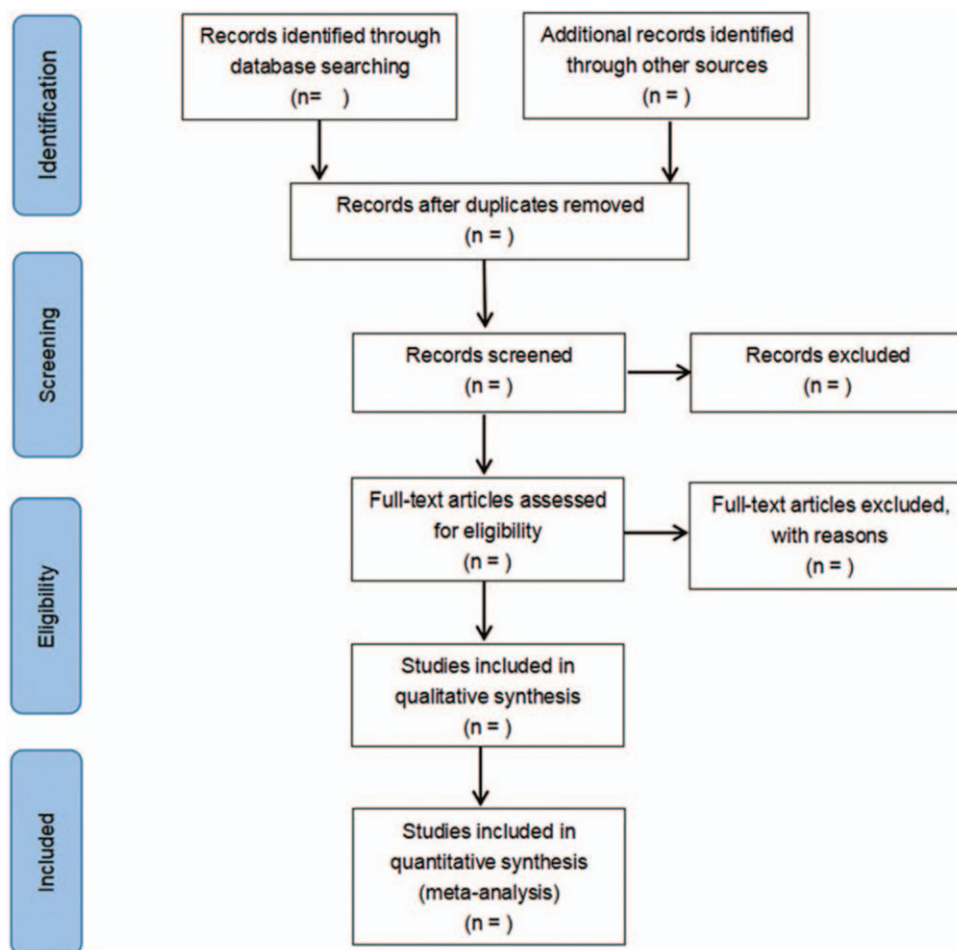 Identification
Records identified through
database searching
(n=   )
Additional records identified
through other sources
(n = )
Records after duplicates removed
(n = )
Screening
Records screened
(n = )
Records excluded
(n = )
Eligibility
Full-text articles assessed
for eligibility
(n = )
Full-text articles excluded,
with reasons
(n = )
Studies included in
qualitative synthesis
(n = )
Included
Studies included in
quantitative synthesis
(meta-analysis)
(n = )